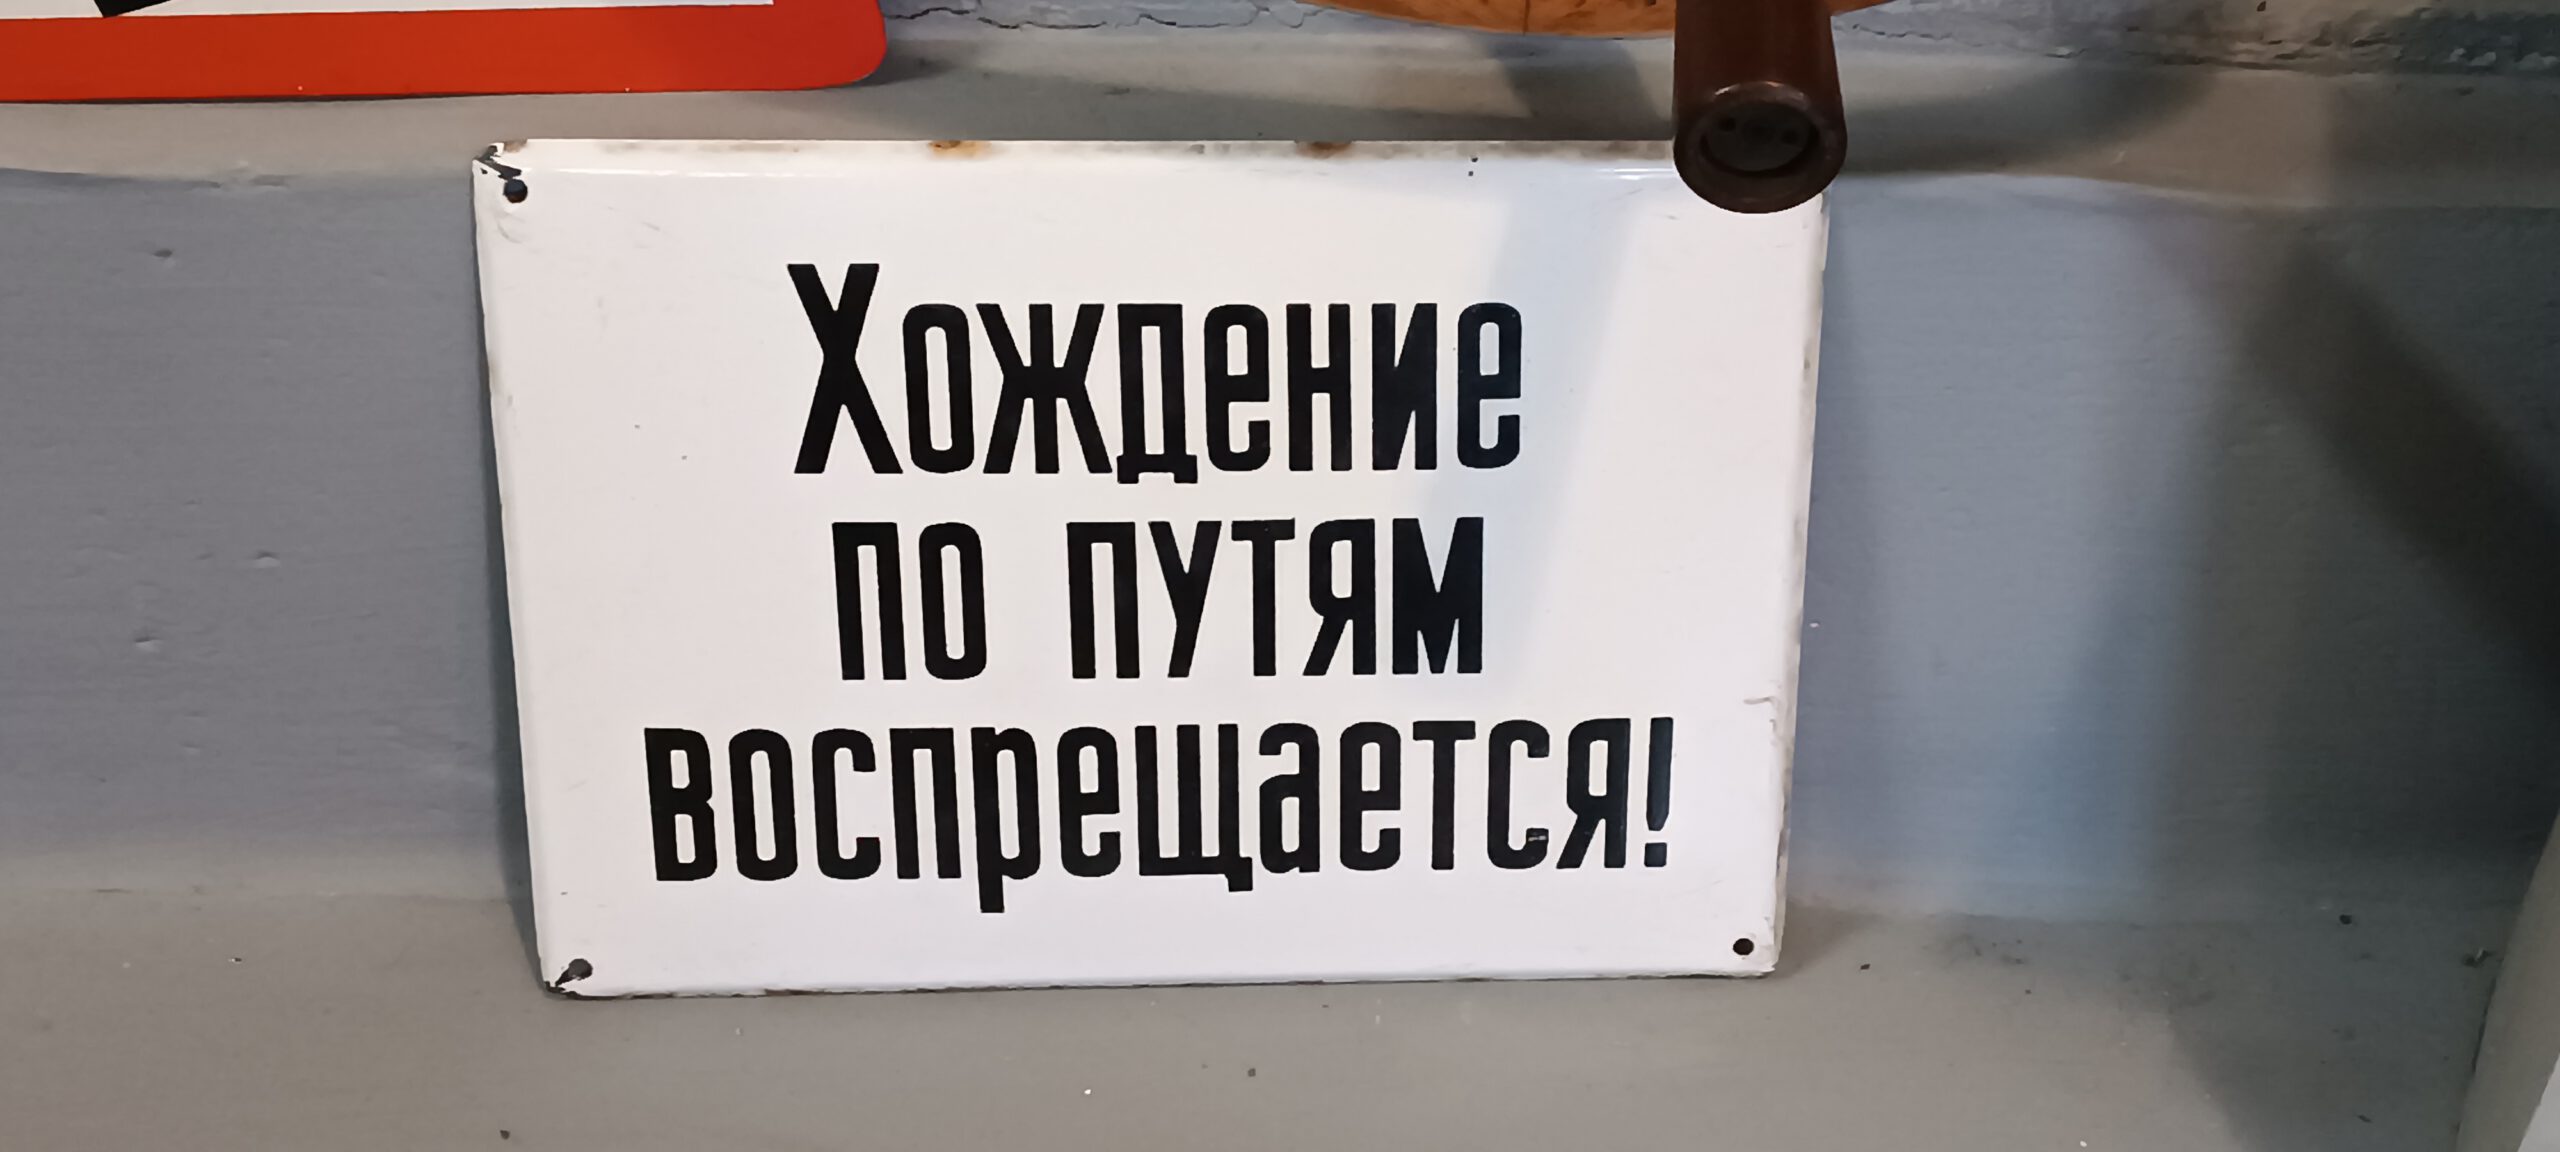 Хождение
по путям
воспрещается!